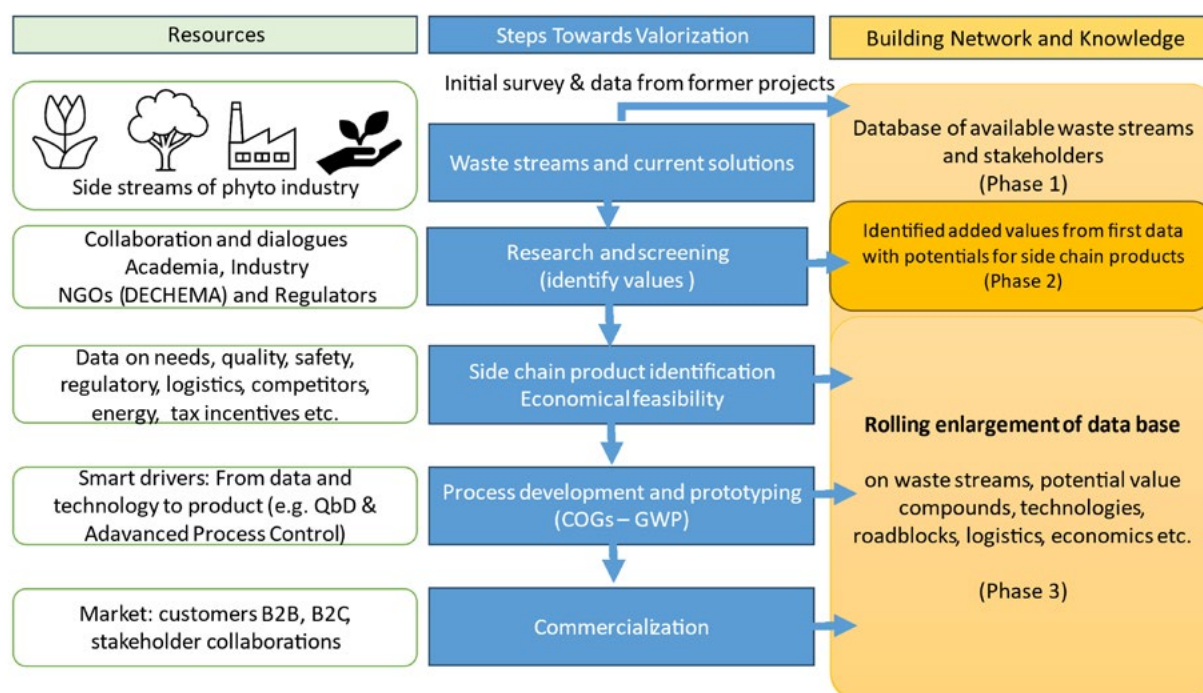 Resources
Steps Towards Valorization
Building Network and Knowledge
Initial survey & data from former projects
Side streams of phyto industry
Waste streams and current solutions
Database of available waste streams
and stakeholders
(Phase 1)
Collaboration and dialogues
Academia, Industry
NGOs (DECHEMA) and Regulators
Research and screening
(identify values )
Identified added values from first data
with potentials for side chain products
(Phase 2)
Data on needs, quality, safety,
regulatory, logistics, competitors,
energy, tax incentives etc.
Side chain product identification
Economical feasibility
Rolling enlargement of data base
on waste streams, potential value
compounds, technologies,
roadblocks, logistics, economics etc.
(Phase 3)
Smart drivers: From data and
technology to product (e.g. QbD &
Adavanced Process Control)
Process development and prototyping
(COGs – GWP)
Market: customers B2B, B2C,
stakeholder collaborations
Commercialization